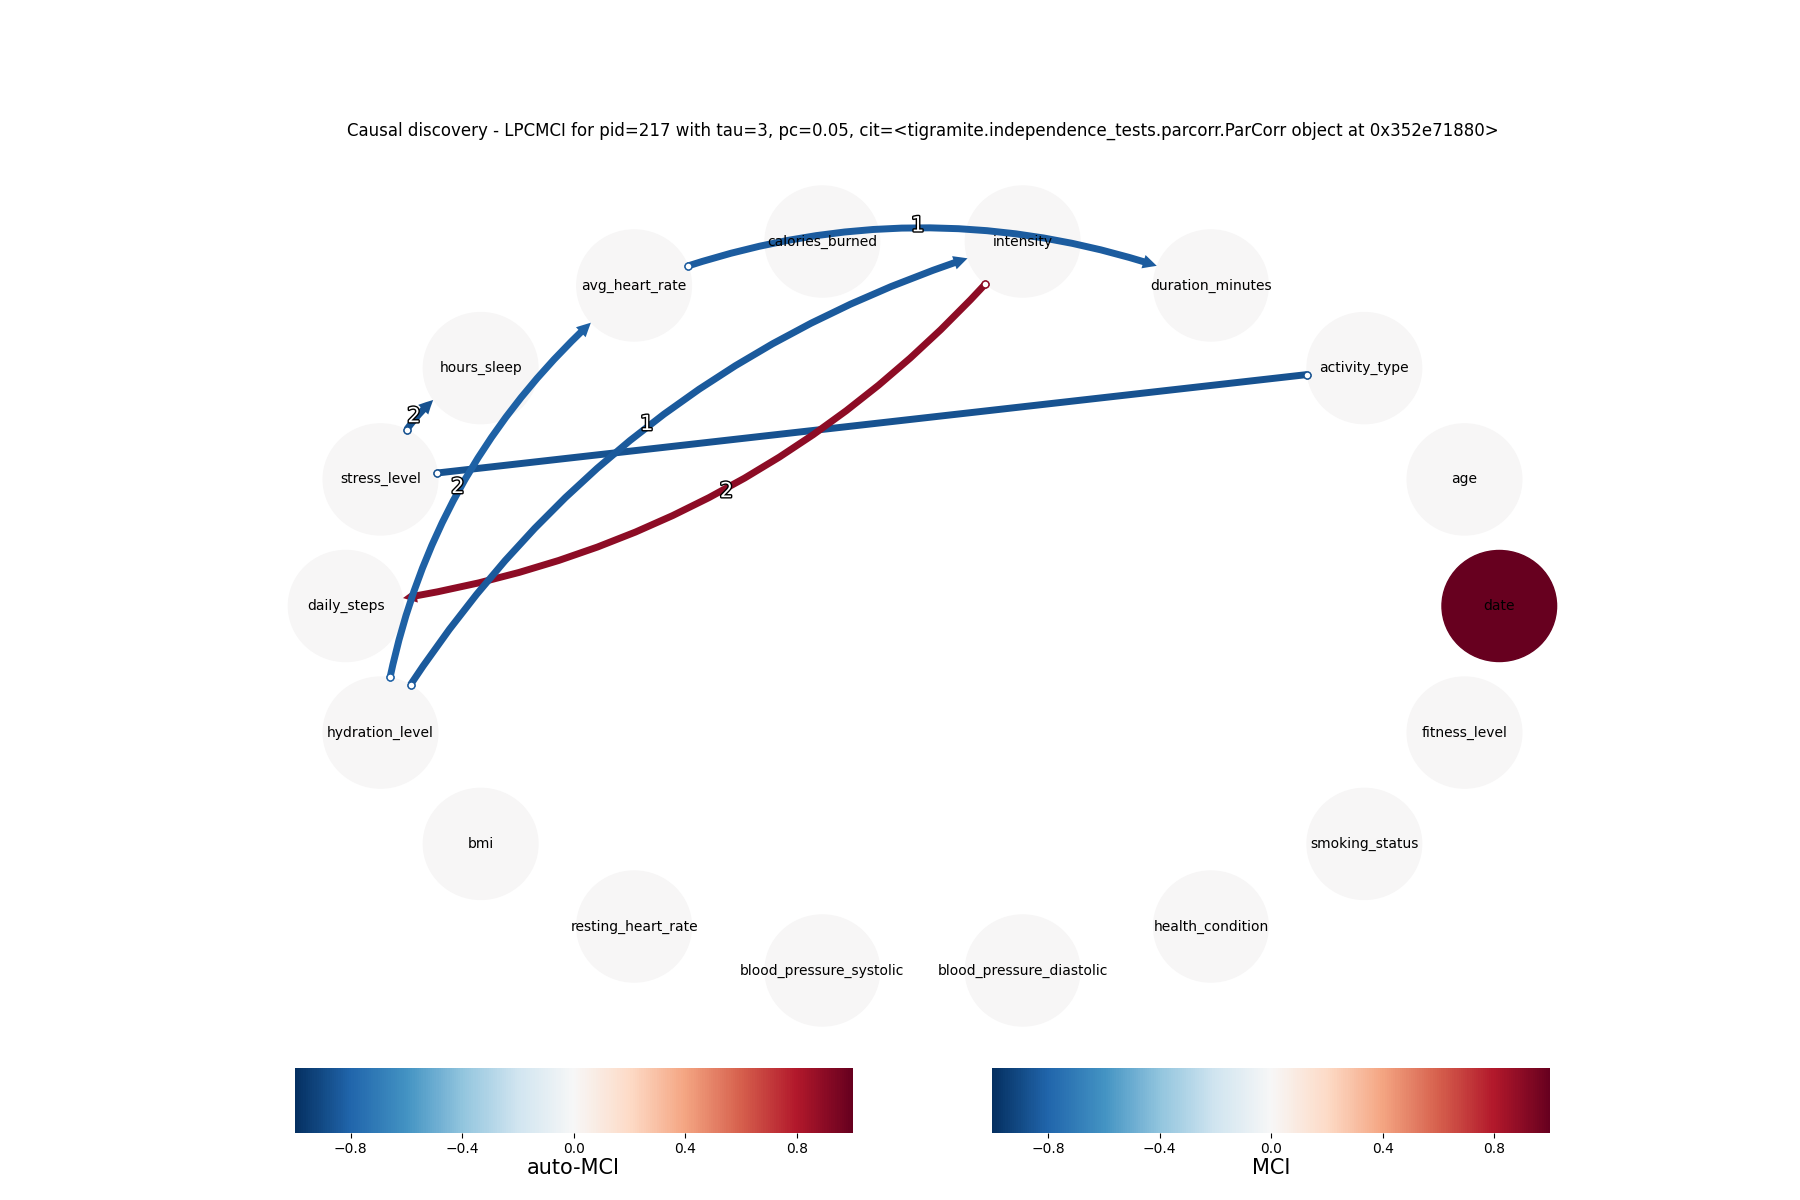 Causal discovery - LPCMCI for pid=217 with tau=3, pc=0.05, cit=<tigramite.independence_tests.parcorr.ParCorr object at 0x352e71880>
1
calories_burned
intensity
avg_heart_rate
duration_minutes
hours_sleep
activity_type
2
1
stress_level
2
2
age
daily_steps
date
hydration_level
fitness_level
bmi
smoking_status
resting_heart_rate
health_condition
blood_pressure_systolic
blood_pressure_diastolic
−0.8 −0.4 0.0 0.4 0.8
auto-MCI
−0.8 −0.4 0.0 0.4 0.8
MCI